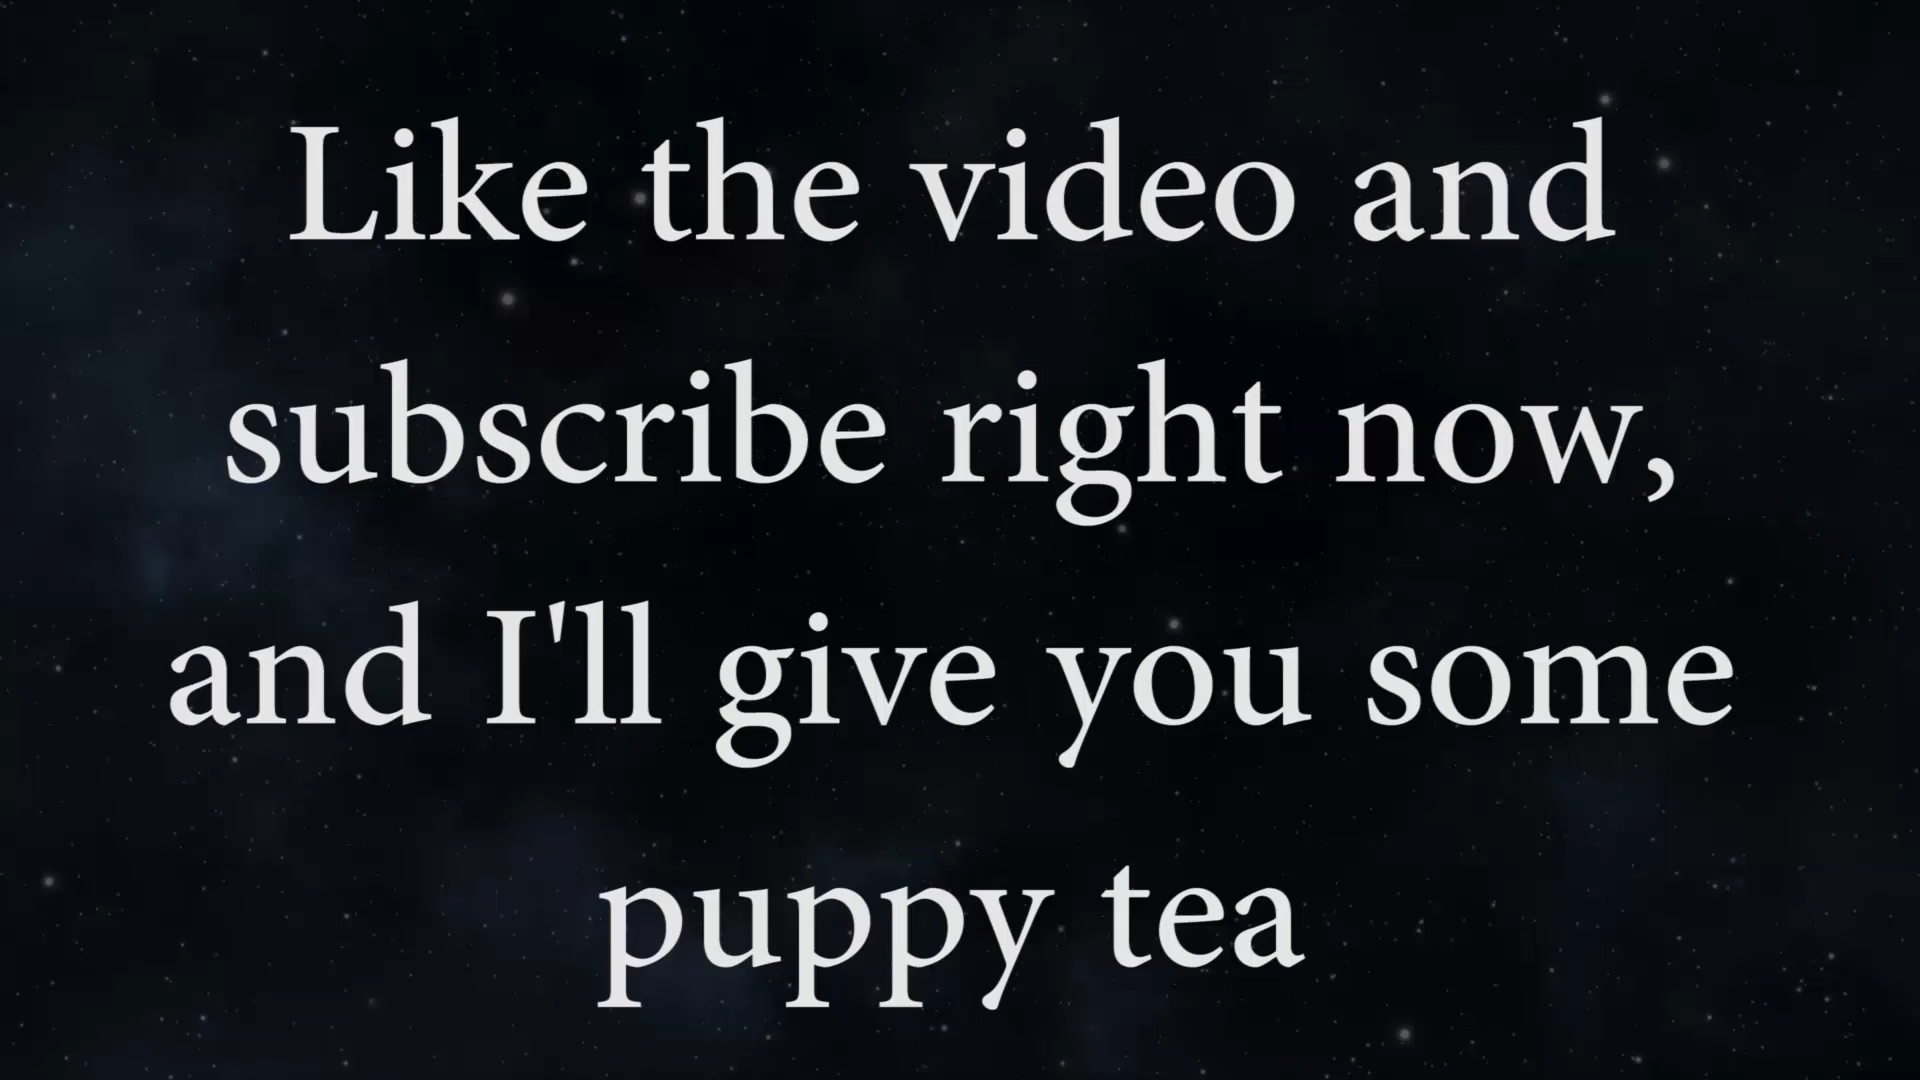 Like the video and
subscribe right now,
and I'll give you some
puppy tea